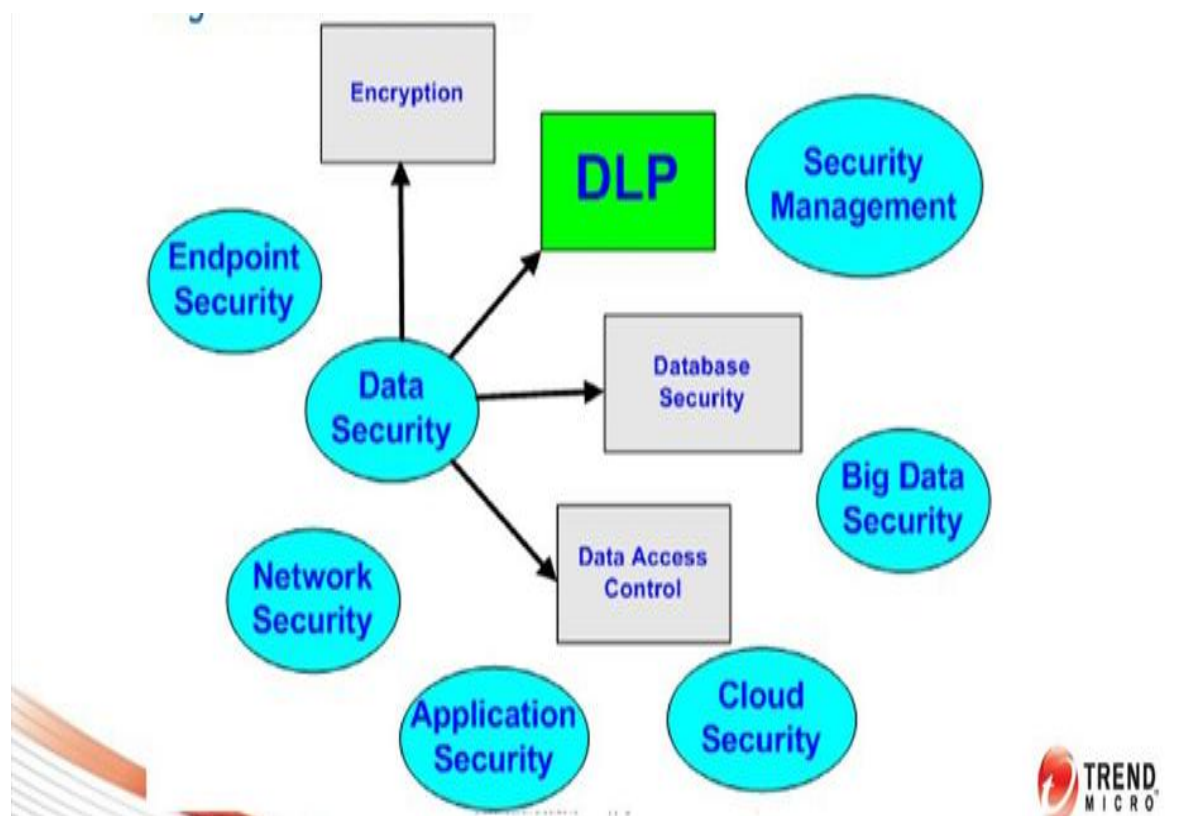 Encryption
DLP
Security
Management
Endpoint
Security
Data
Security
Database
Security
Big Data
Security
Data Access
Control
Network
Security
Application
Security
Cloud
Security
TREND
MICRO